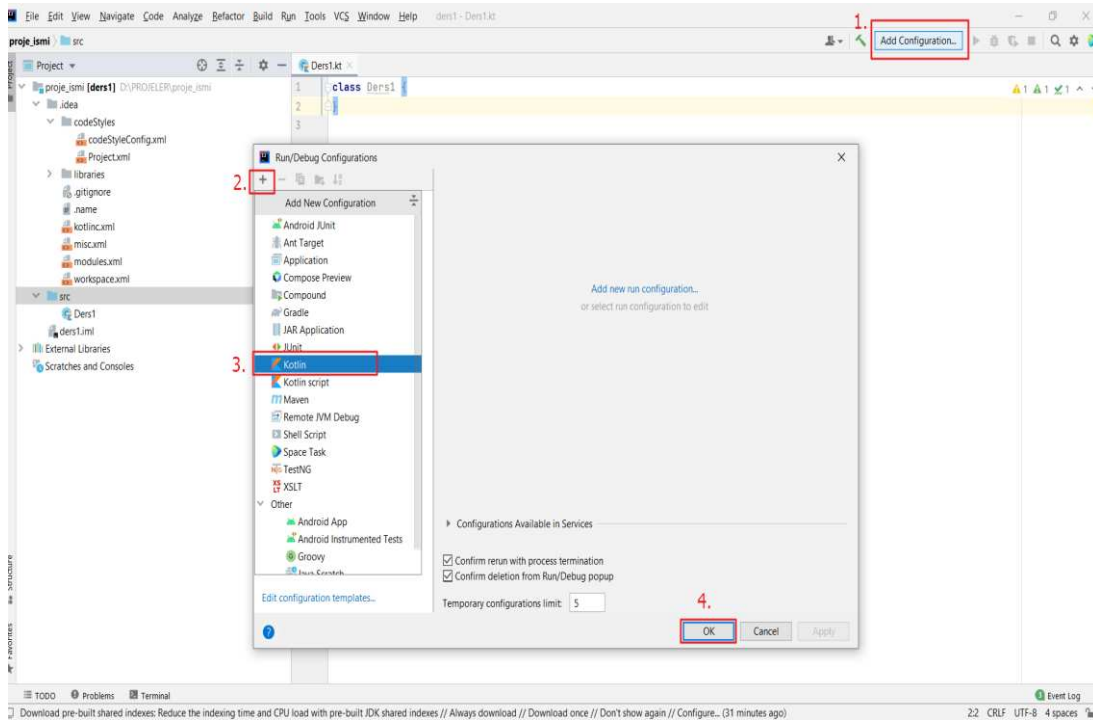 File Edit View Navigate Code Analyze Refactor Build Run Tools VCS Window Help ders1 - Ders1.kt
1.
proje_ismi src
Add Configuration...
Project
Project
Ders1.kt
proje_ismi [ders1] D:\PROJELER\proje_ismi
.idea
codeStyles
codeStyleConfig.xml
Project.xml
libraries
.gitignore
.name
kotlinc.xml
misc.xml
modules.xml
workspace.xml
src
Ders1
ders1.iml
External Libraries
Scratches and Consoles
1 class Ders1 {
2 }
3
1 1 1
Run/Debug Configurations
2.
Add New Configuration
Android JUnit
Ant Target
Application
Compose Preview
Compound
Gradle
JAR Application
JUnit
3.
Kotlin
Kotlin script
Maven
Remote JVM Debug
Shell Script
Space Task
TestNG
XSLT
Other
Android App
Android Instrumented Tests
Groovy
Java Scratch
Edit configuration templates...
Add new run configuration...
or select run configuration to edit
Configurations Available in Services
Confirm rerun with process termination
Confirm deletion from Run/Debug popup
Temporary configurations limit: 5
4.
? OK Cancel Apply
Structure
Favorites
TODO Problems Terminal
3 Event Log
Download pre-built shared indexes: Reduce the indexing time and CPU load with pre-built JDK shared indexes // Always download // Download once // Don't show again // Configure... (31 minutes ago)
2:2 CRLF UTF-8 4 spaces